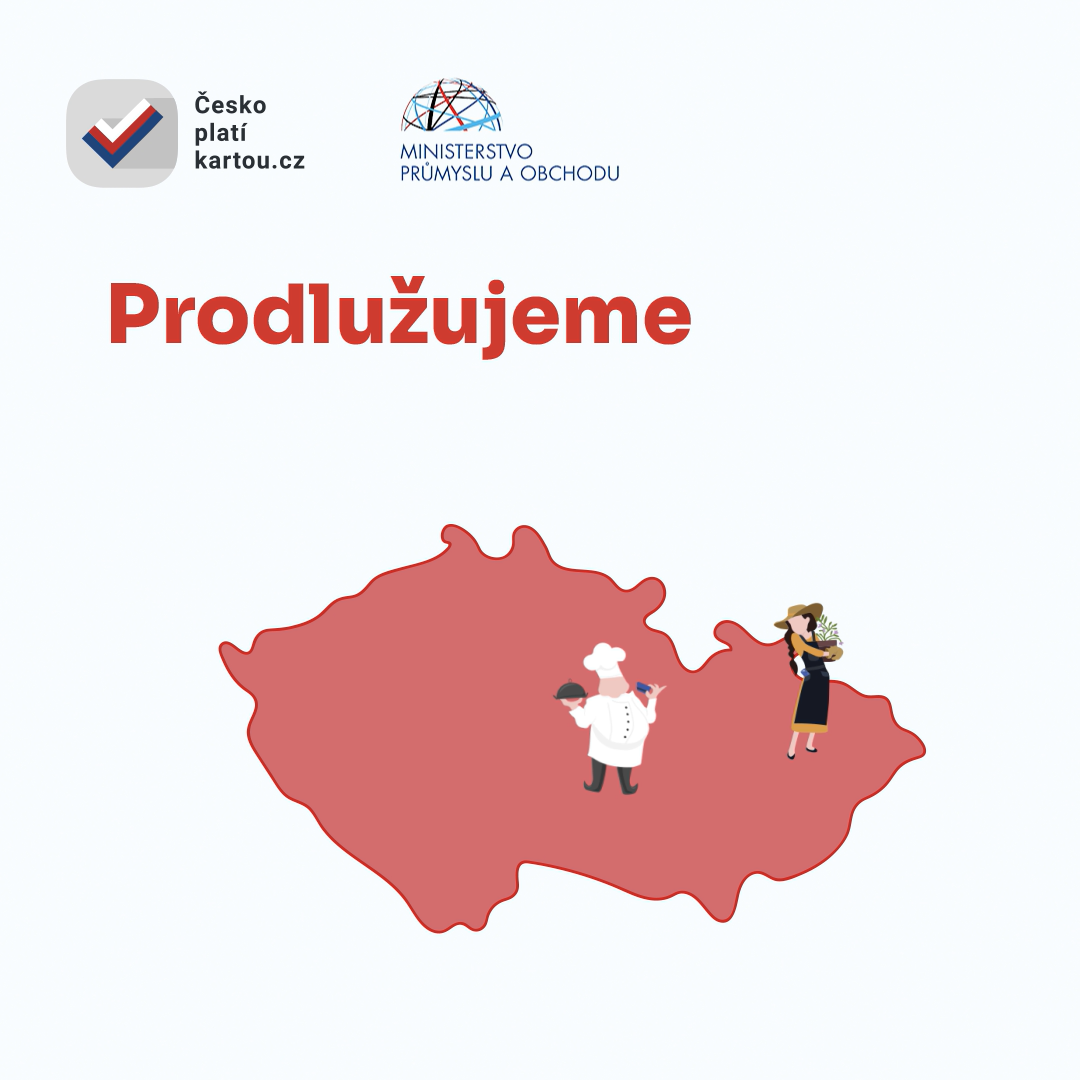 Česko
platí
kartou.cz
MINISTERSTVO
PRŮMYSLU A OBCHODU
Prodlužujeme